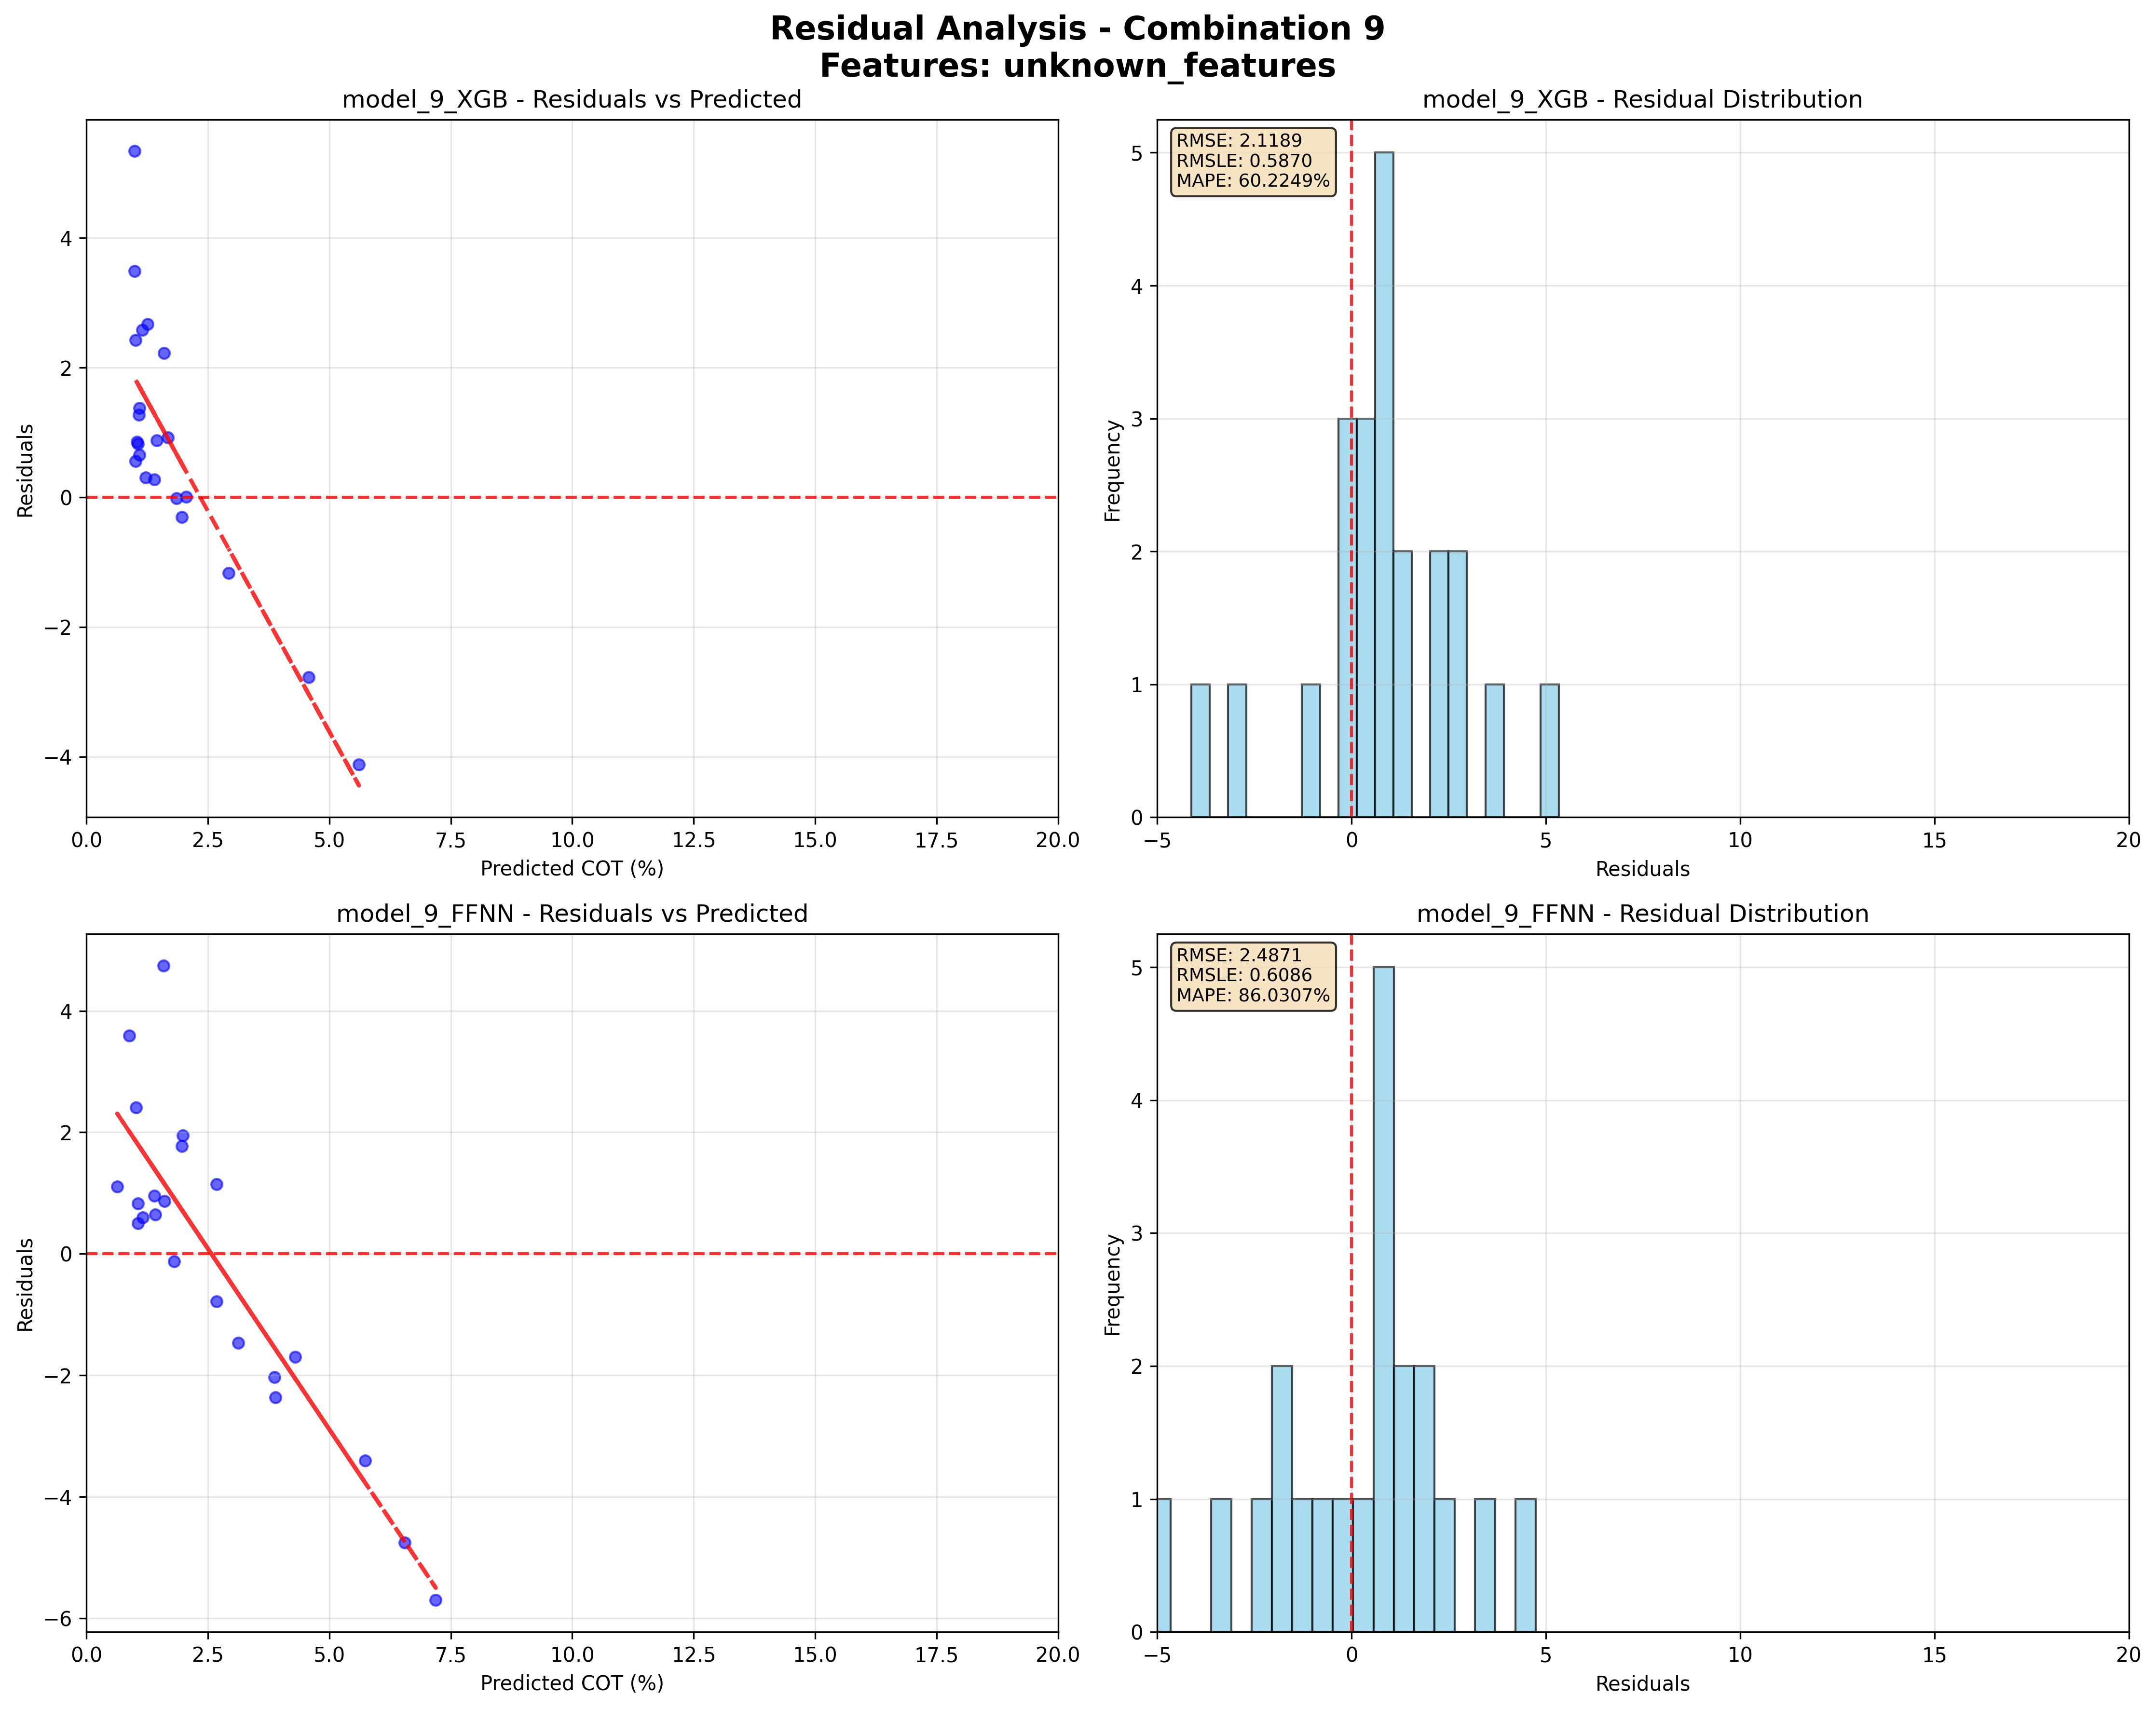 Residual Analysis - Combination 9
Features: unknown_features
model_9_XGB - Residuals vs Predicted
Residuals
4
2
0
−2
−4
0.0 2.5 5.0 7.5 10.0 12.5 15.0 17.5 20.0
Predicted COT (%)
model_9_XGB - Residual Distribution
RMSE: 2.1189
RMSLE: 0.5870
MAPE: 60.2249%
Frequency
5
4
3
2
1
0
−5 0 5 10 15 20
Residuals
model_9_FFNN - Residuals vs Predicted
Residuals
4
2
0
−2
−4
−6
0.0 2.5 5.0 7.5 10.0 12.5 15.0 17.5 20.0
Predicted COT (%)
model_9_FFNN - Residual Distribution
RMSE: 2.4871
RMSLE: 0.6086
MAPE: 86.0307%
Frequency
5
4
3
2
1
0
−5 0 5 10 15 20
Residuals